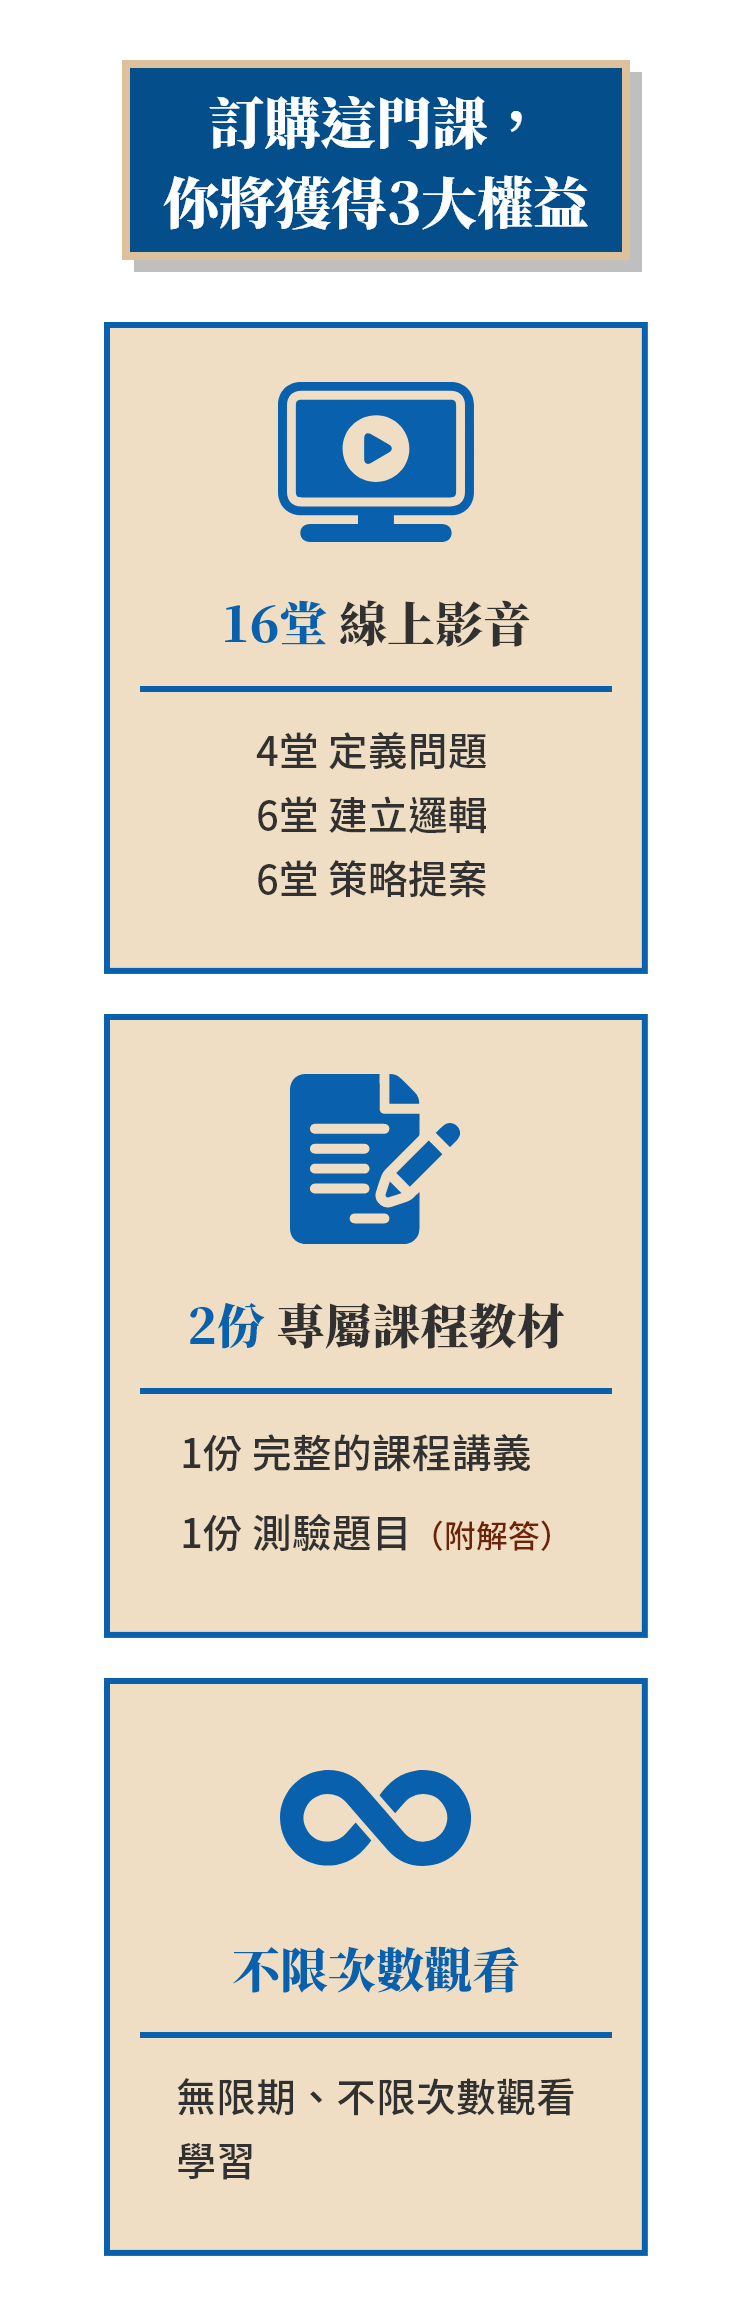 訂購這門課，
你將獲得3大權益
16堂 線上影音
4堂 定義問題
6堂 建立邏輯
6堂 策略提案
2份 專屬課程教材
1份 完整的課程講義
1份 測驗題目（附解答）
不限次數觀看
無限期、不限次數觀看
學習